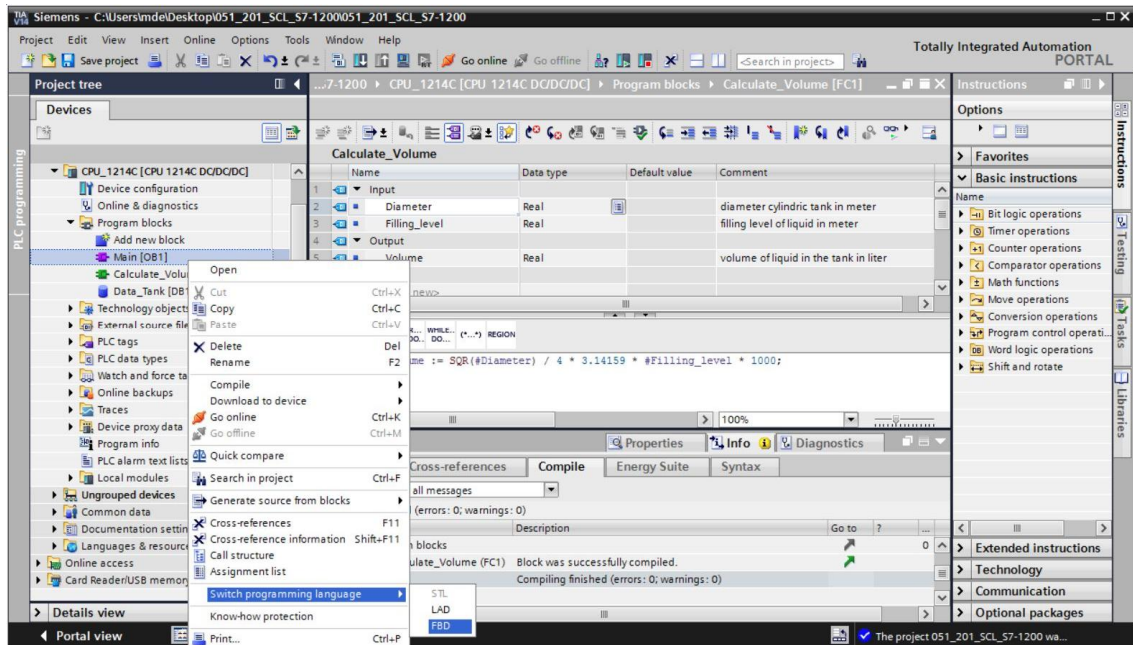 Siemens - C:\Users\mde\Desktop\051_201_SCL_S7-1200\051_201_SCL_S7-1200
Project Edit View Insert Online Options Tools Window Help
Totally Integrated Automation
PORTAL
Save project Go online Go offline <Search in project>
Project tree
...7-1200 CPU_1214C [CPU 1214C DC/DC/DC] Program blocks Calculate_Volume [FC1]
Instructions
Devices
Options
PLC programming
CPU_1214C [CPU 1214C DC/DC/DC]
Device configuration
Online & diagnostics
Program blocks
Add new block
Main [OB1]
Calculate_Volu
Data_Tank [DB1
Technology objects
External source file
PLC tags
PLC data types
Watch and force ta
Online backups
Traces
Device proxy data
Program info
PLC alarm text lists
Local modules
Ungrouped devices
Common data
Documentation settin
Languages & resource
Online access
Card Reader/USB memory
Details view
Portal view
Open
Cut Ctrl+X
Copy Ctrl+C
Paste Ctrl+V
Delete Del
Rename F2
Compile
Download to device
Go online Ctrl+K
Go offline Ctrl+M
Quick compare
Search in project Ctrl+F
Generate source from blocks
Cross-references F11
Cross-reference information Shift+F11
Call structure
Assignment list
Switch programming language
Know-how protection
Print... Ctrl+P
STL
LAD
FBD
Calculate_Volume
Name Data type Default value Comment
1 Input
2 Diameter Real diameter cylindric tank in meter
3 Filling_level Real filling level of liquid in meter
4 Output
5 Volume Real volume of liquid in the tank in liter
new>
WHILE..
DO... DO... (*...*) REGION
me := SQR(#Diameter) / 4 * 3.14159 * #Filling_level * 1000;
100%
Properties Info Diagnostics
Cross-references Compile Energy Suite Syntax
all messages
(errors: 0; warnings: 0)
Description Go to ? ...
blocks 0
ulate_Volume (FC1) Block was successfully compiled.
Compiling finished (errors: 0; warnings: 0)
Favorites
Basic instructions
Name
Bit logic operations
Timer operations
Counter operations
Comparator operations
Math functions
Move operations
Conversion operations
Program control operati...
Word logic operations
Shift and rotate
Extended instructions
Technology
Communication
Optional packages
Instructions
Testing
Tasks
Libraries
The project 051_201_SCL_S7-1200 wa...